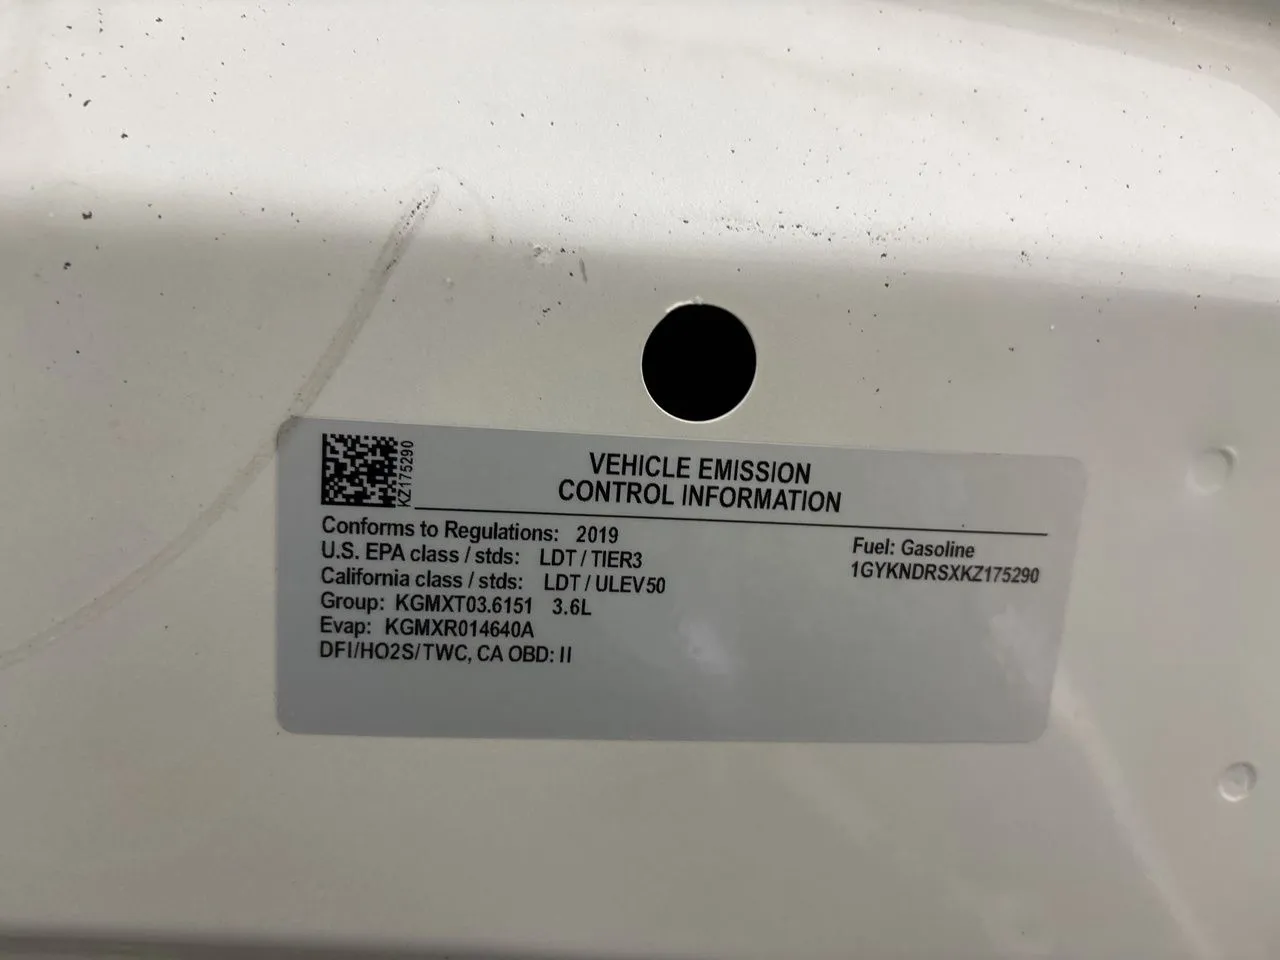 KZ175290
VEHICLE EMISSION
CONTROL INFORMATION
Conforms to Regulations: 2019
U.S. EPA class / stds: LDT / TIER3
California class / stds: LDT / ULEV50
Group: KGMXT03.6151 3.6L
Evap: KGMXR014640A
DFI/HO2S/TWC, CA OBD: II
Fuel: Gasoline
1GYKNDRSXKZ175290